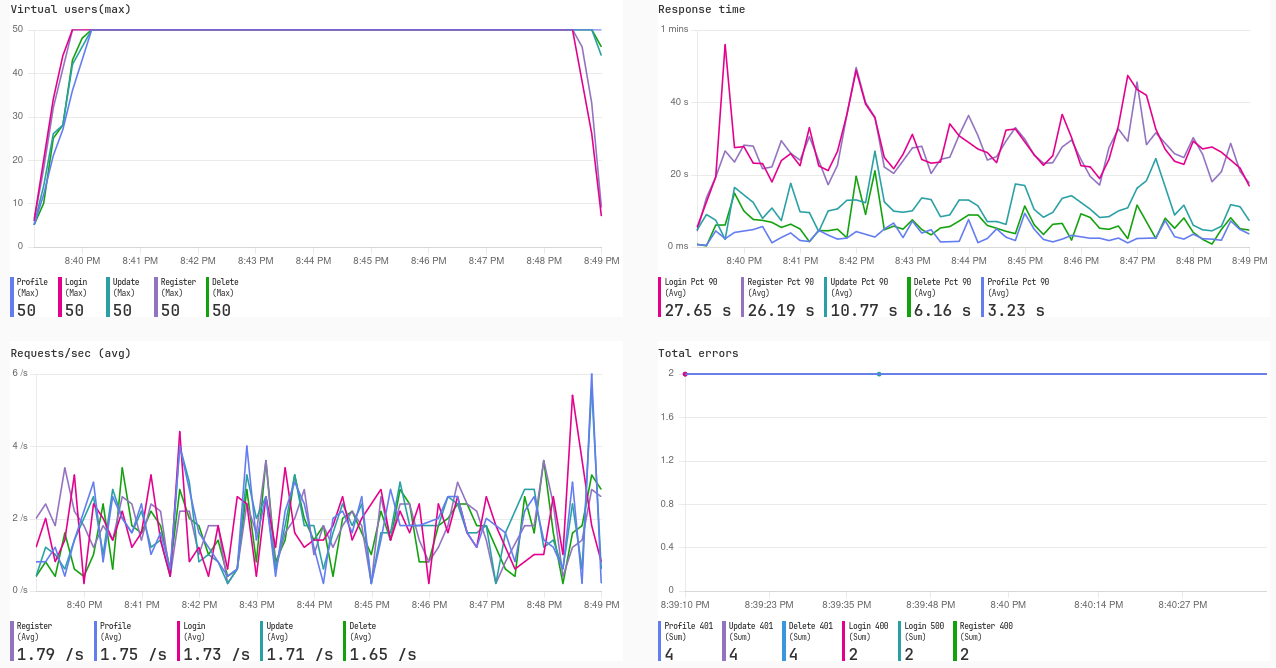 Virtual users(max)
50
40
30
20
10
0
8:40 PM 8:41 PM 8:42 PM 8:43 PM 8:44 PM 8:45 PM 8:46 PM 8:47 PM 8:48 PM 8:49 PM
Profile Login Update Register Delete
(Max) (Max) (Max) (Max) (Max)
50 50 50 50 50
Response time
1 mins
40 s
20 s
0 ms
8:40 PM 8:41 PM 8:42 PM 8:43 PM 8:44 PM 8:45 PM 8:46 PM 8:47 PM 8:48 PM 8:49 PM
Login Pct 90 Register Pct 90 Update Pct 90 Delete Pct 90 Profile Pct 90
(Avg) (Avg) (Avg) (Avg) (Avg)
27.65 s 26.19 s 10.77 s 6.16 s 3.23 s
Requests/sec (avg)
6 /s
4 /s
2 /s
0 /s
8:40 PM 8:41 PM 8:42 PM 8:43 PM 8:44 PM 8:45 PM 8:46 PM 8:47 PM 8:48 PM 8:49 PM
Register Profile Login Update Delete
(Avg) (Avg) (Avg) (Avg) (Avg)
1.79 /s 1.75 /s 1.73 /s 1.71 /s 1.65 /s
Total errors
2
1.6
1.2
0.8
0.4
0
8:39:10 PM 8:39:23 PM 8:39:35 PM 8:39:48 PM 8:40 PM 8:40:14 PM 8:40:27 PM
Profile 401 Update 401 Delete 401 Login 400 Login 500 Register 400
(Sum) (Sum) (Sum) (Sum) (Sum) (Sum)
4 4 4 2 2 2